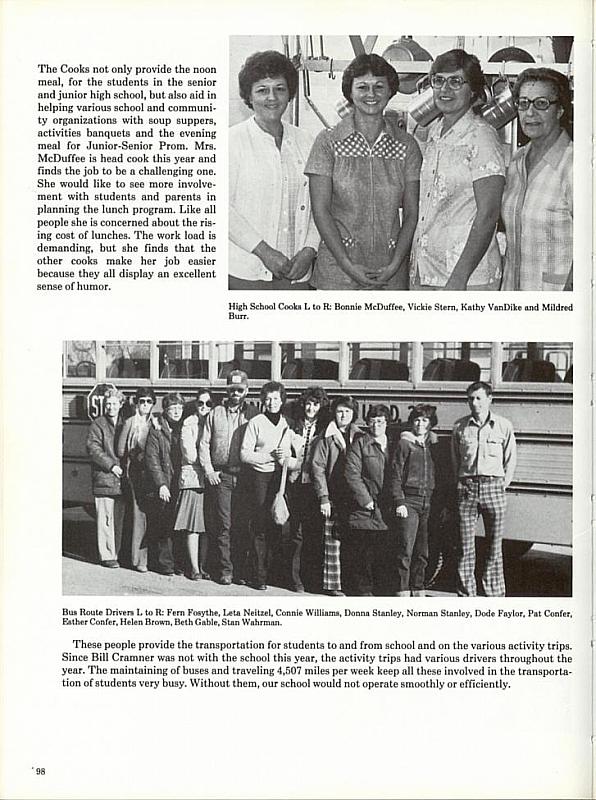 The Cooks not only provide the noon
meal, for the students in the senior
and junior high school, but also aid in
helping various school and communi-
ty organizations with soup suppers,
activities banquets and the evening
meal for Junior-Senior Prom. Mrs.
McDuffee is head cook this year and
finds the job to be a challenging one.
She would like to see more involve-
ment with students and parents in
planning the lunch program. Like all
people she is concerned about the ris-
ing cost of lunches. The work load is
demanding, but she finds that the
other cooks make her job easier
because they all display an excellent
sense of humor.
High School Cooks L to R: Bonnie McDuffee, Vickie Stern, Kathy VanDike and Mildred
Burr.
ST
D
Bus Route Drivers L to R: Fern Fosythe, Leta Neitzel, Connie Williams, Donna Stanley, Norman Stanley, Dode Faylor, Pat Confer,
Esther Confer, Helen Brown, Beth Gable, Stan Wahrman.
These people provide the transportation for students to and from school and on the various activity trips.
Since Bill Cramner was not with the school this year, the activity trips had various drivers throughout the
year. The maintaining of buses and traveling 4,507 miles per week keep all these involved in the transporta-
tion of students very busy. Without them, our school would not operate smoothly or efficiently.
98